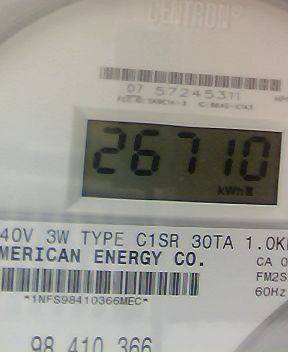 CENTRON®
07 57245311
26710
kWh
40V 3W TYPE C1SR 30TA 1.0K
MERICAN ENERGY CO.
CA 0
FM2S
60Hz
*1NFS98410366MEC*
98 410 366